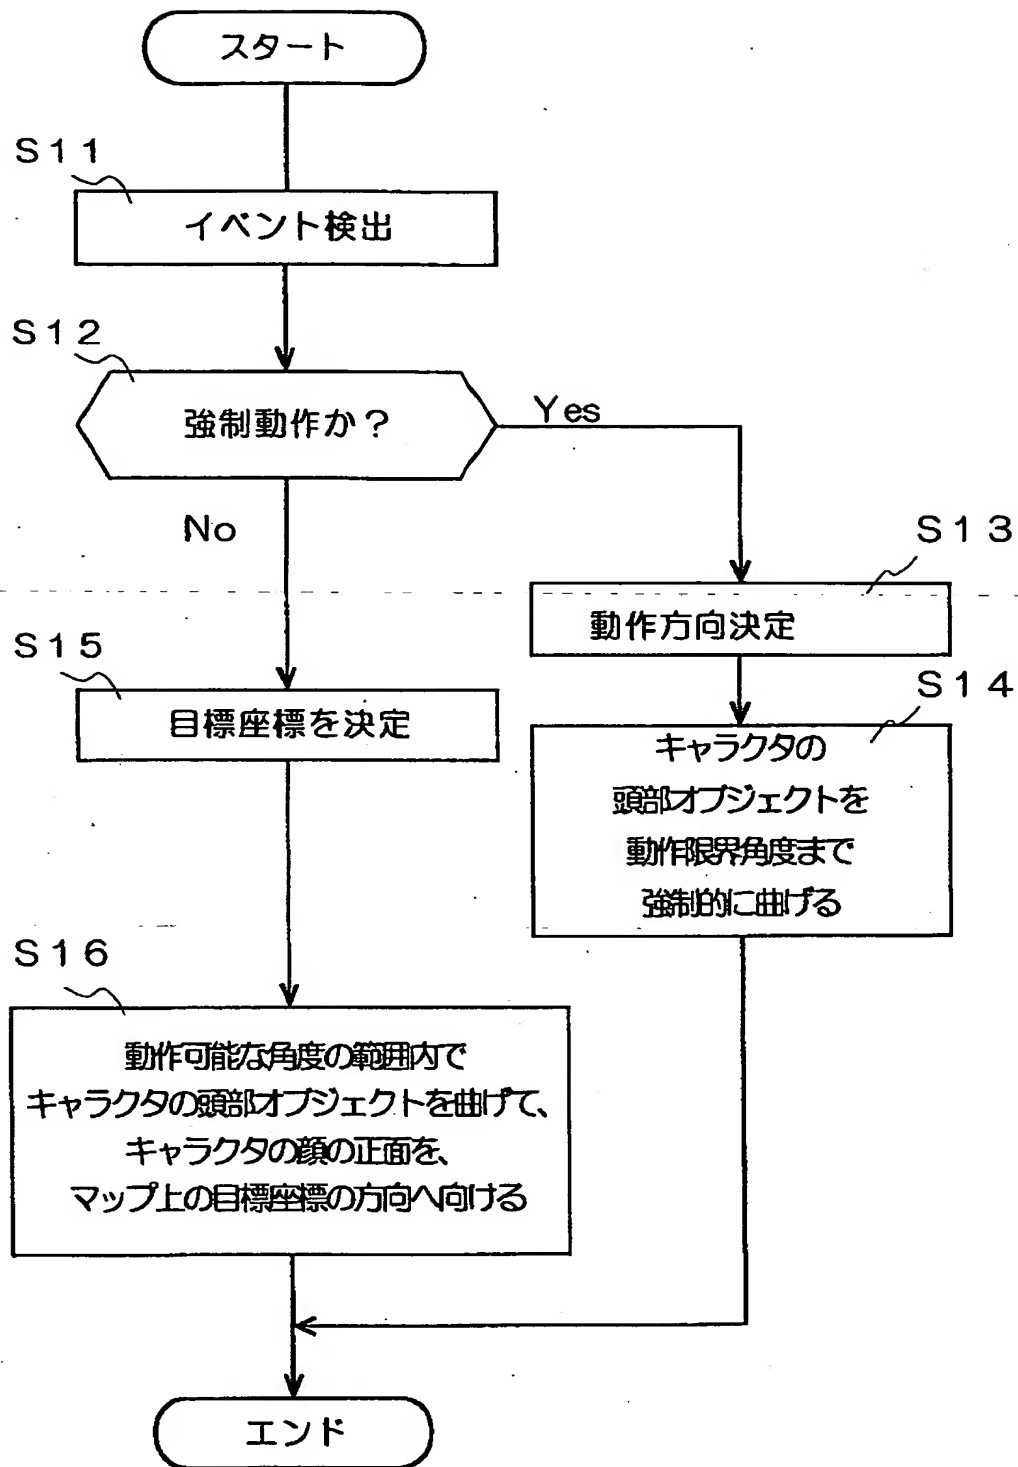 スタート
S11
イベント検出
S12
強制動作か?
Yes
No
S13
動作方向決定
S14
キャラクタの
頭部オブジェクトを
動作限界角度まで
強制的に曲げる
S15
目標座標を決定
S16
動作可能な角度の範囲内で
キャラクタの頭部オブジェクトを曲げて、
キャラクタの顔の正面を、
マップ上の目標座標の方向へ向ける
エンド